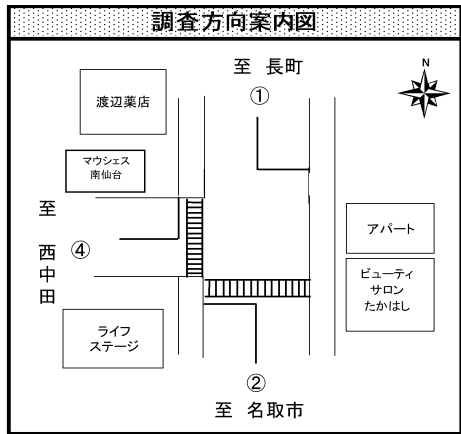 調査方向案内図
至 長町
①
N
渡辺薬店
マウシェス
南仙台
至 西中田
④
アパート
ビューティ
サロン
たかはし
ライフ
ステージ
②
至 名取市